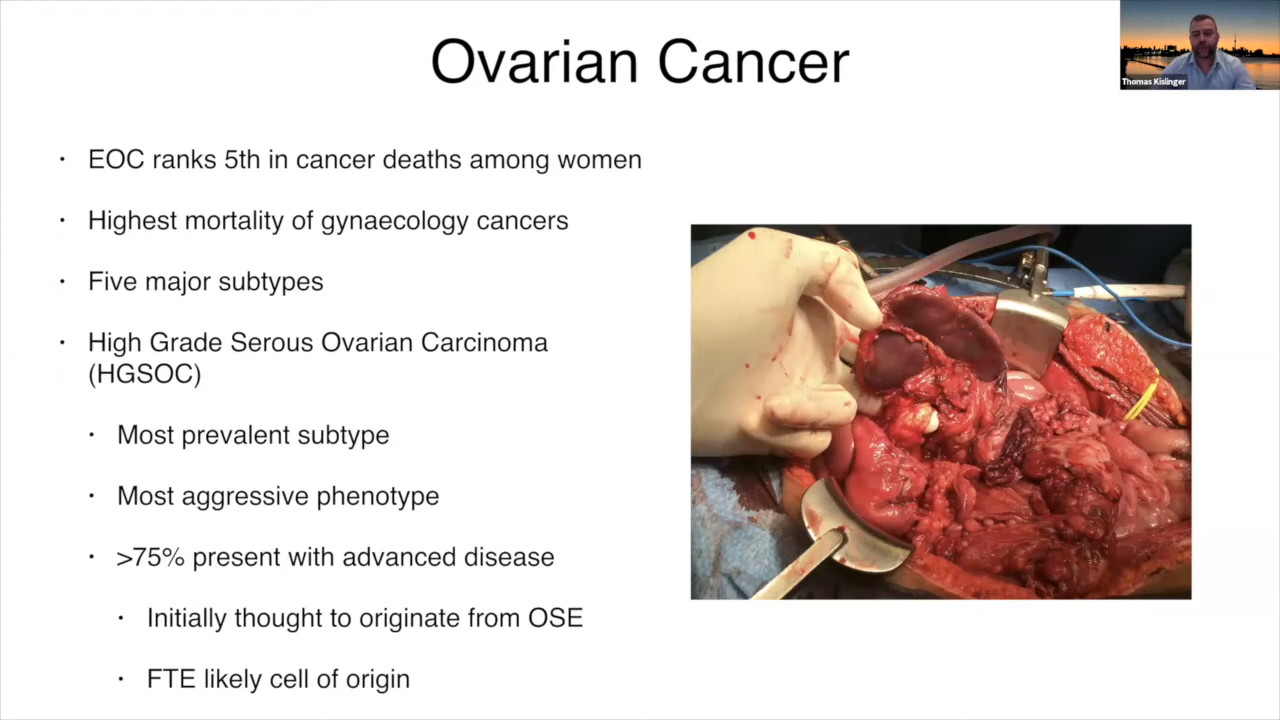 Ovarian Cancer
Thomas Kislinger
• EOC ranks 5th in cancer deaths among women
• Highest mortality of gynaecology cancers
• Five major subtypes
• High Grade Serous Ovarian Carcinoma
(HGSOC)
• Most prevalent subtype
• Most aggressive phenotype
• >75% present with advanced disease
• Initially thought to originate from OSE
• FTE likely cell of origin